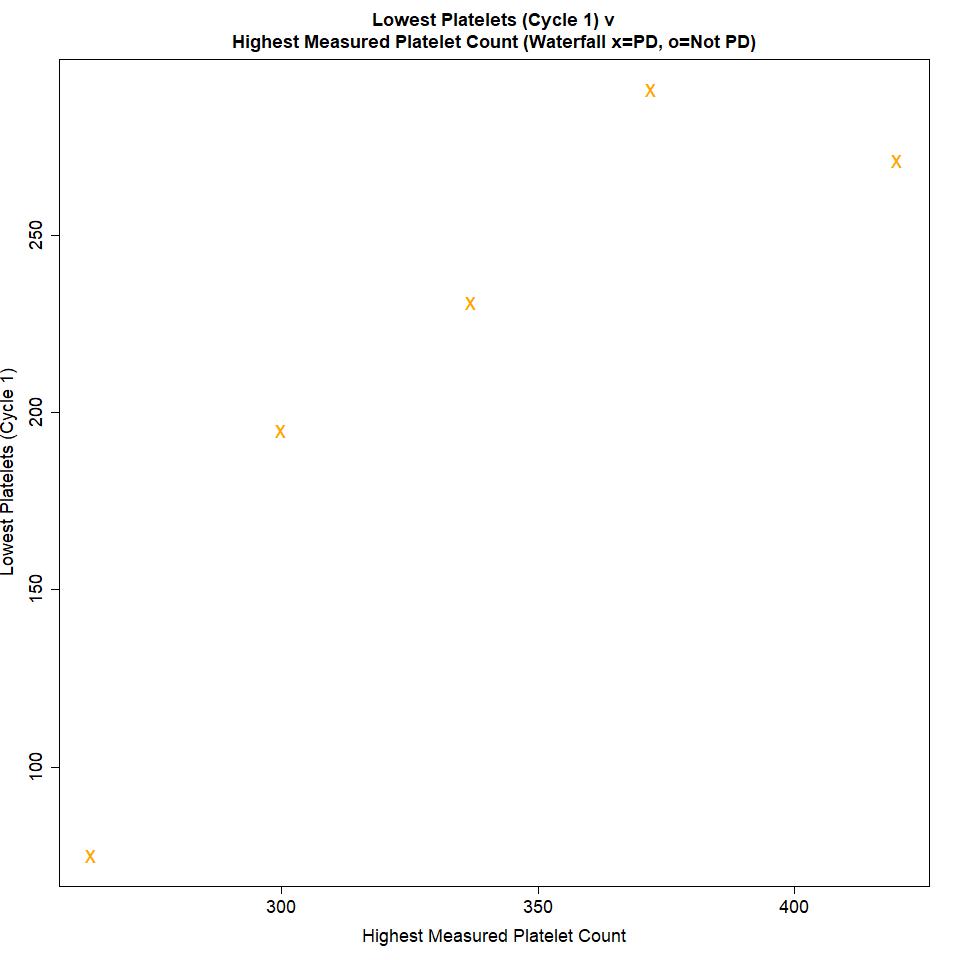 Lowest Platelets (Cycle 1) v
Highest Measured Platelet Count (Waterfall x=PD, o=Not PD)
X
X
250
X
Lowest Platelets (Cycle 1)
200
X
150
100
X
300 350 400
Highest Measured Platelet Count